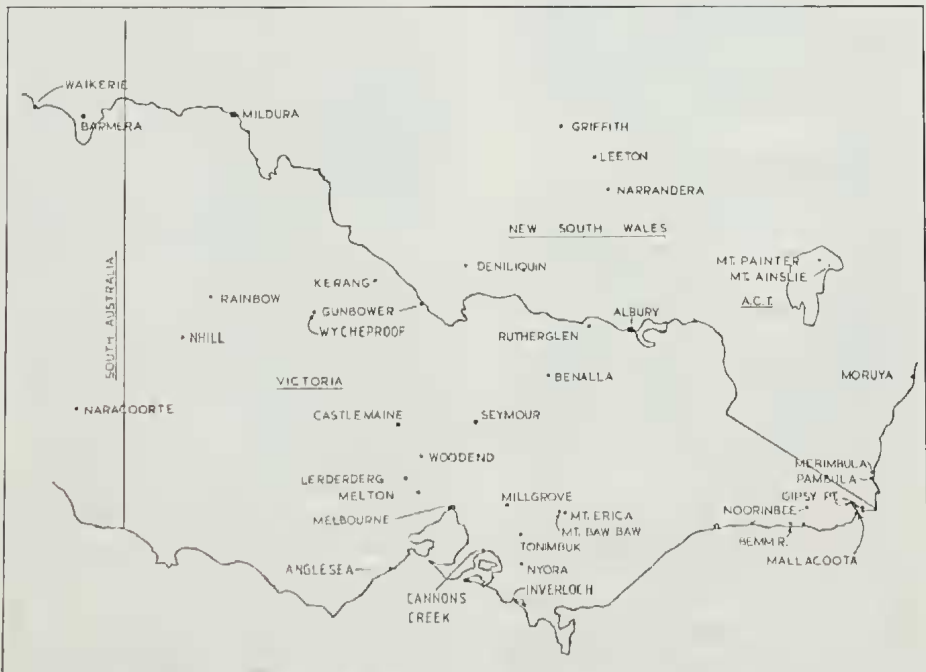 WAIKERIE
BARMERA
MILDURA
GRIFFITH
LEETON
NARRANDERA
NEW SOUTH WALES
MT. PAINTER
MT. AINSLIE
A.C.T.
SOUTH AUSTRALIA
DENILIQUIN
KERANG
RAINBOW
GUNBOWER
WYCHEPROOF
ALBURY
RUTHERGLEN
NHILL
VICTORIA
BENALLA
MORUYA
NARACOORTE
CASTLEMAINE
SEYMOUR
WOODEND
MERIMBULA
PAMBULA
LERDERDERG
MELTON
MILLGROVE
GIPSY PT.
NOORINBEE
MELBOURNE
MT. ERICA
MT. BAW BAW
BEMM R.
MALLACOOTA
TONIMBUK
ANGLESEA
NYORA
INVERLOCH
CANNONS
CREEK